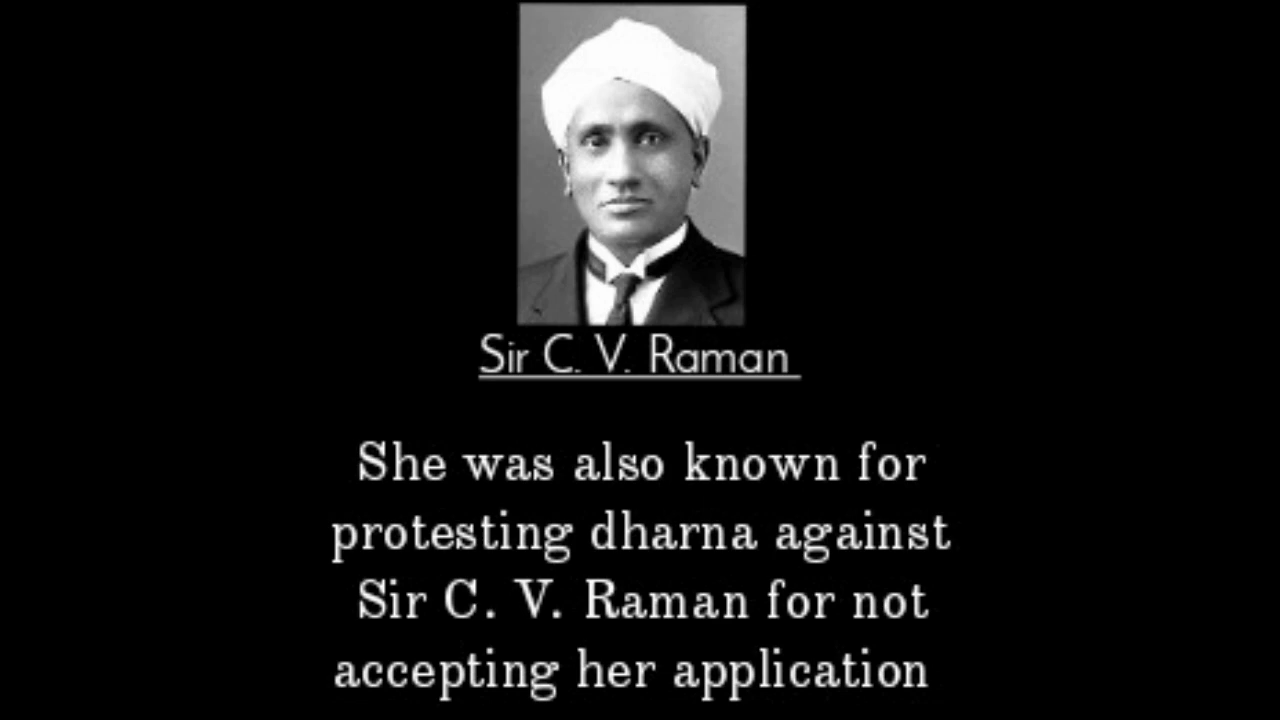 Sir C. V. Raman
She was also known for
protesting dharna against
Sir C. V. Raman for not
accepting her application